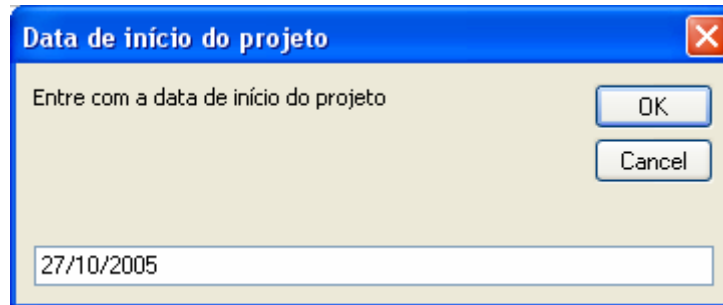 Data de início do projeto
Entre com a data de início do projeto
OK
Cancel
27/10/2005